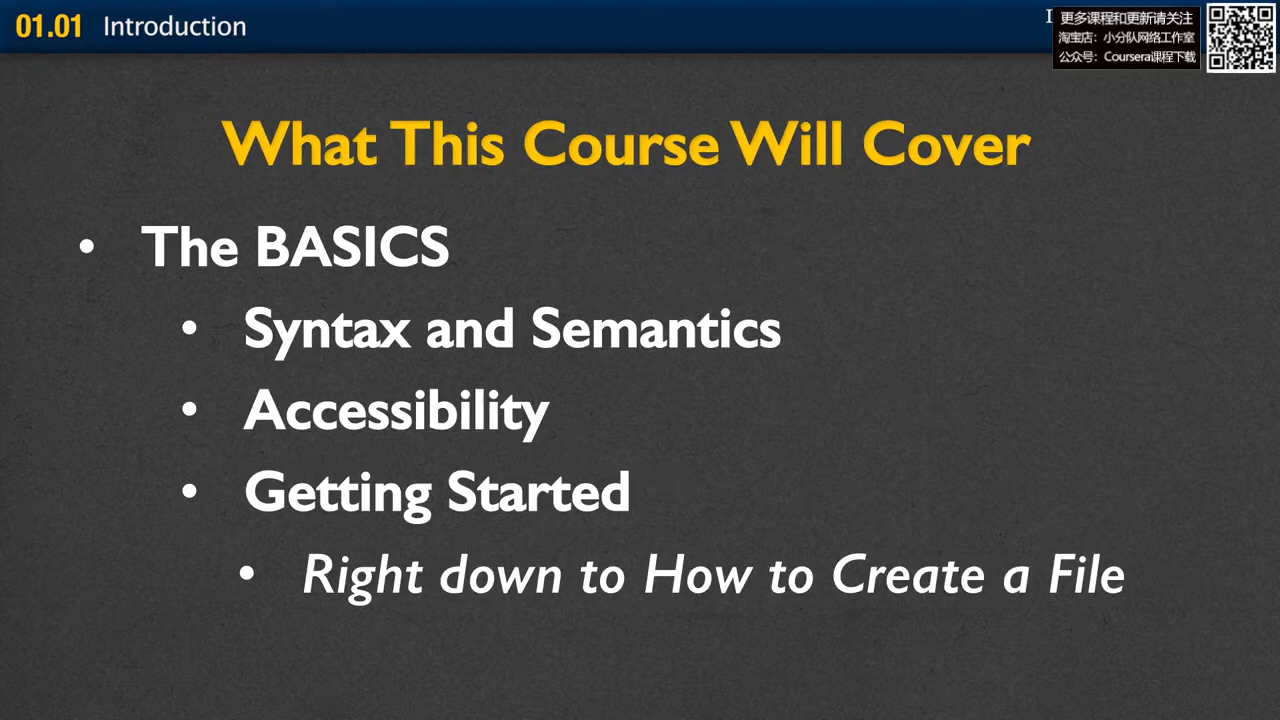 01.01 Introduction
更多课程和更新请关注
淘宝店：小分队网络工作室
公众号：Coursera课程下载
What This Course Will Cover
• The BASICS
• Syntax and Semantics
• Accessibility
• Getting Started
• Right down to How to Create a File